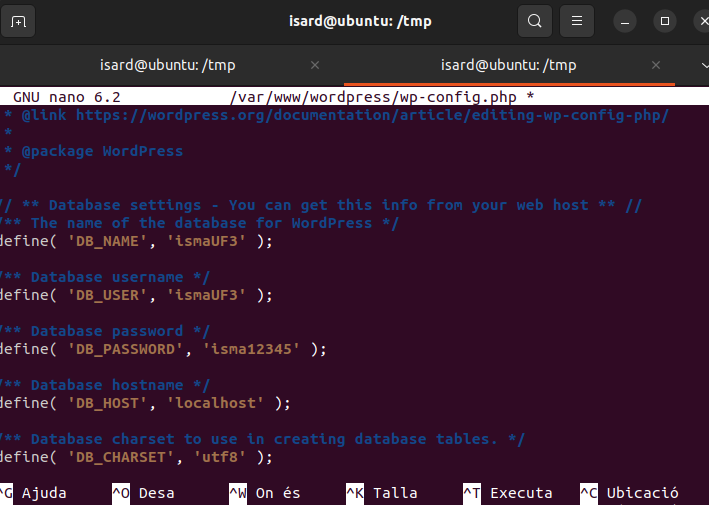 isard@ubuntu: /tmp
isard@ubuntu: /tmp
isard@ubuntu: /tmp
GNU nano 6.2 /var/www/wordpress/wp-config.php *
* @link https://wordpress.org/documentation/article/editing-wp-config-php/
*
* @package WordPress
*/
// ** Database settings - You can get this info from your web host ** //
/** The name of the database for WordPress */
define( 'DB_NAME', 'ismaUF3' );
/** Database username */
define( 'DB_USER', 'ismaUF3' );
/** Database password */
define( 'DB_PASSWORD', 'isma12345' );
/** Database hostname */
define( 'DB_HOST', 'localhost' );
/** Database charset to use in creating database tables. */
define( 'DB_CHARSET', 'utf8' );
^G Ajuda ^O Desa ^W On és ^K Talla ^T Executa ^C Ubicació